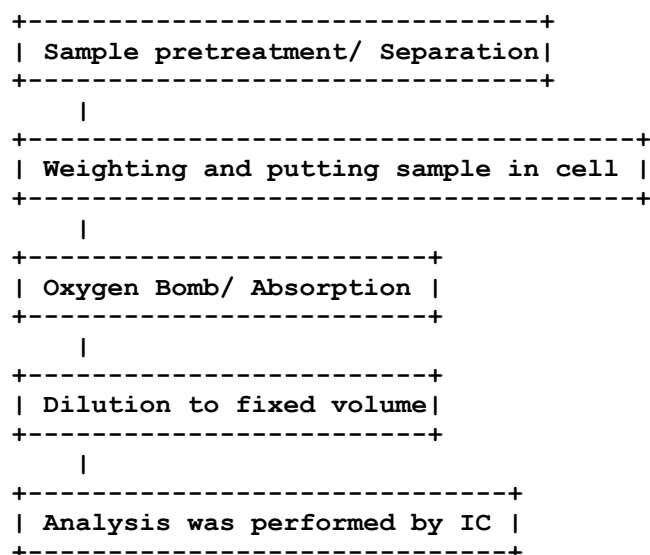 Sample pretreatment/ Separation
Weighting and putting sample in cell
Oxygen Bomb/ Absorption
Dilution to fixed volume
Analysis was performed by IC